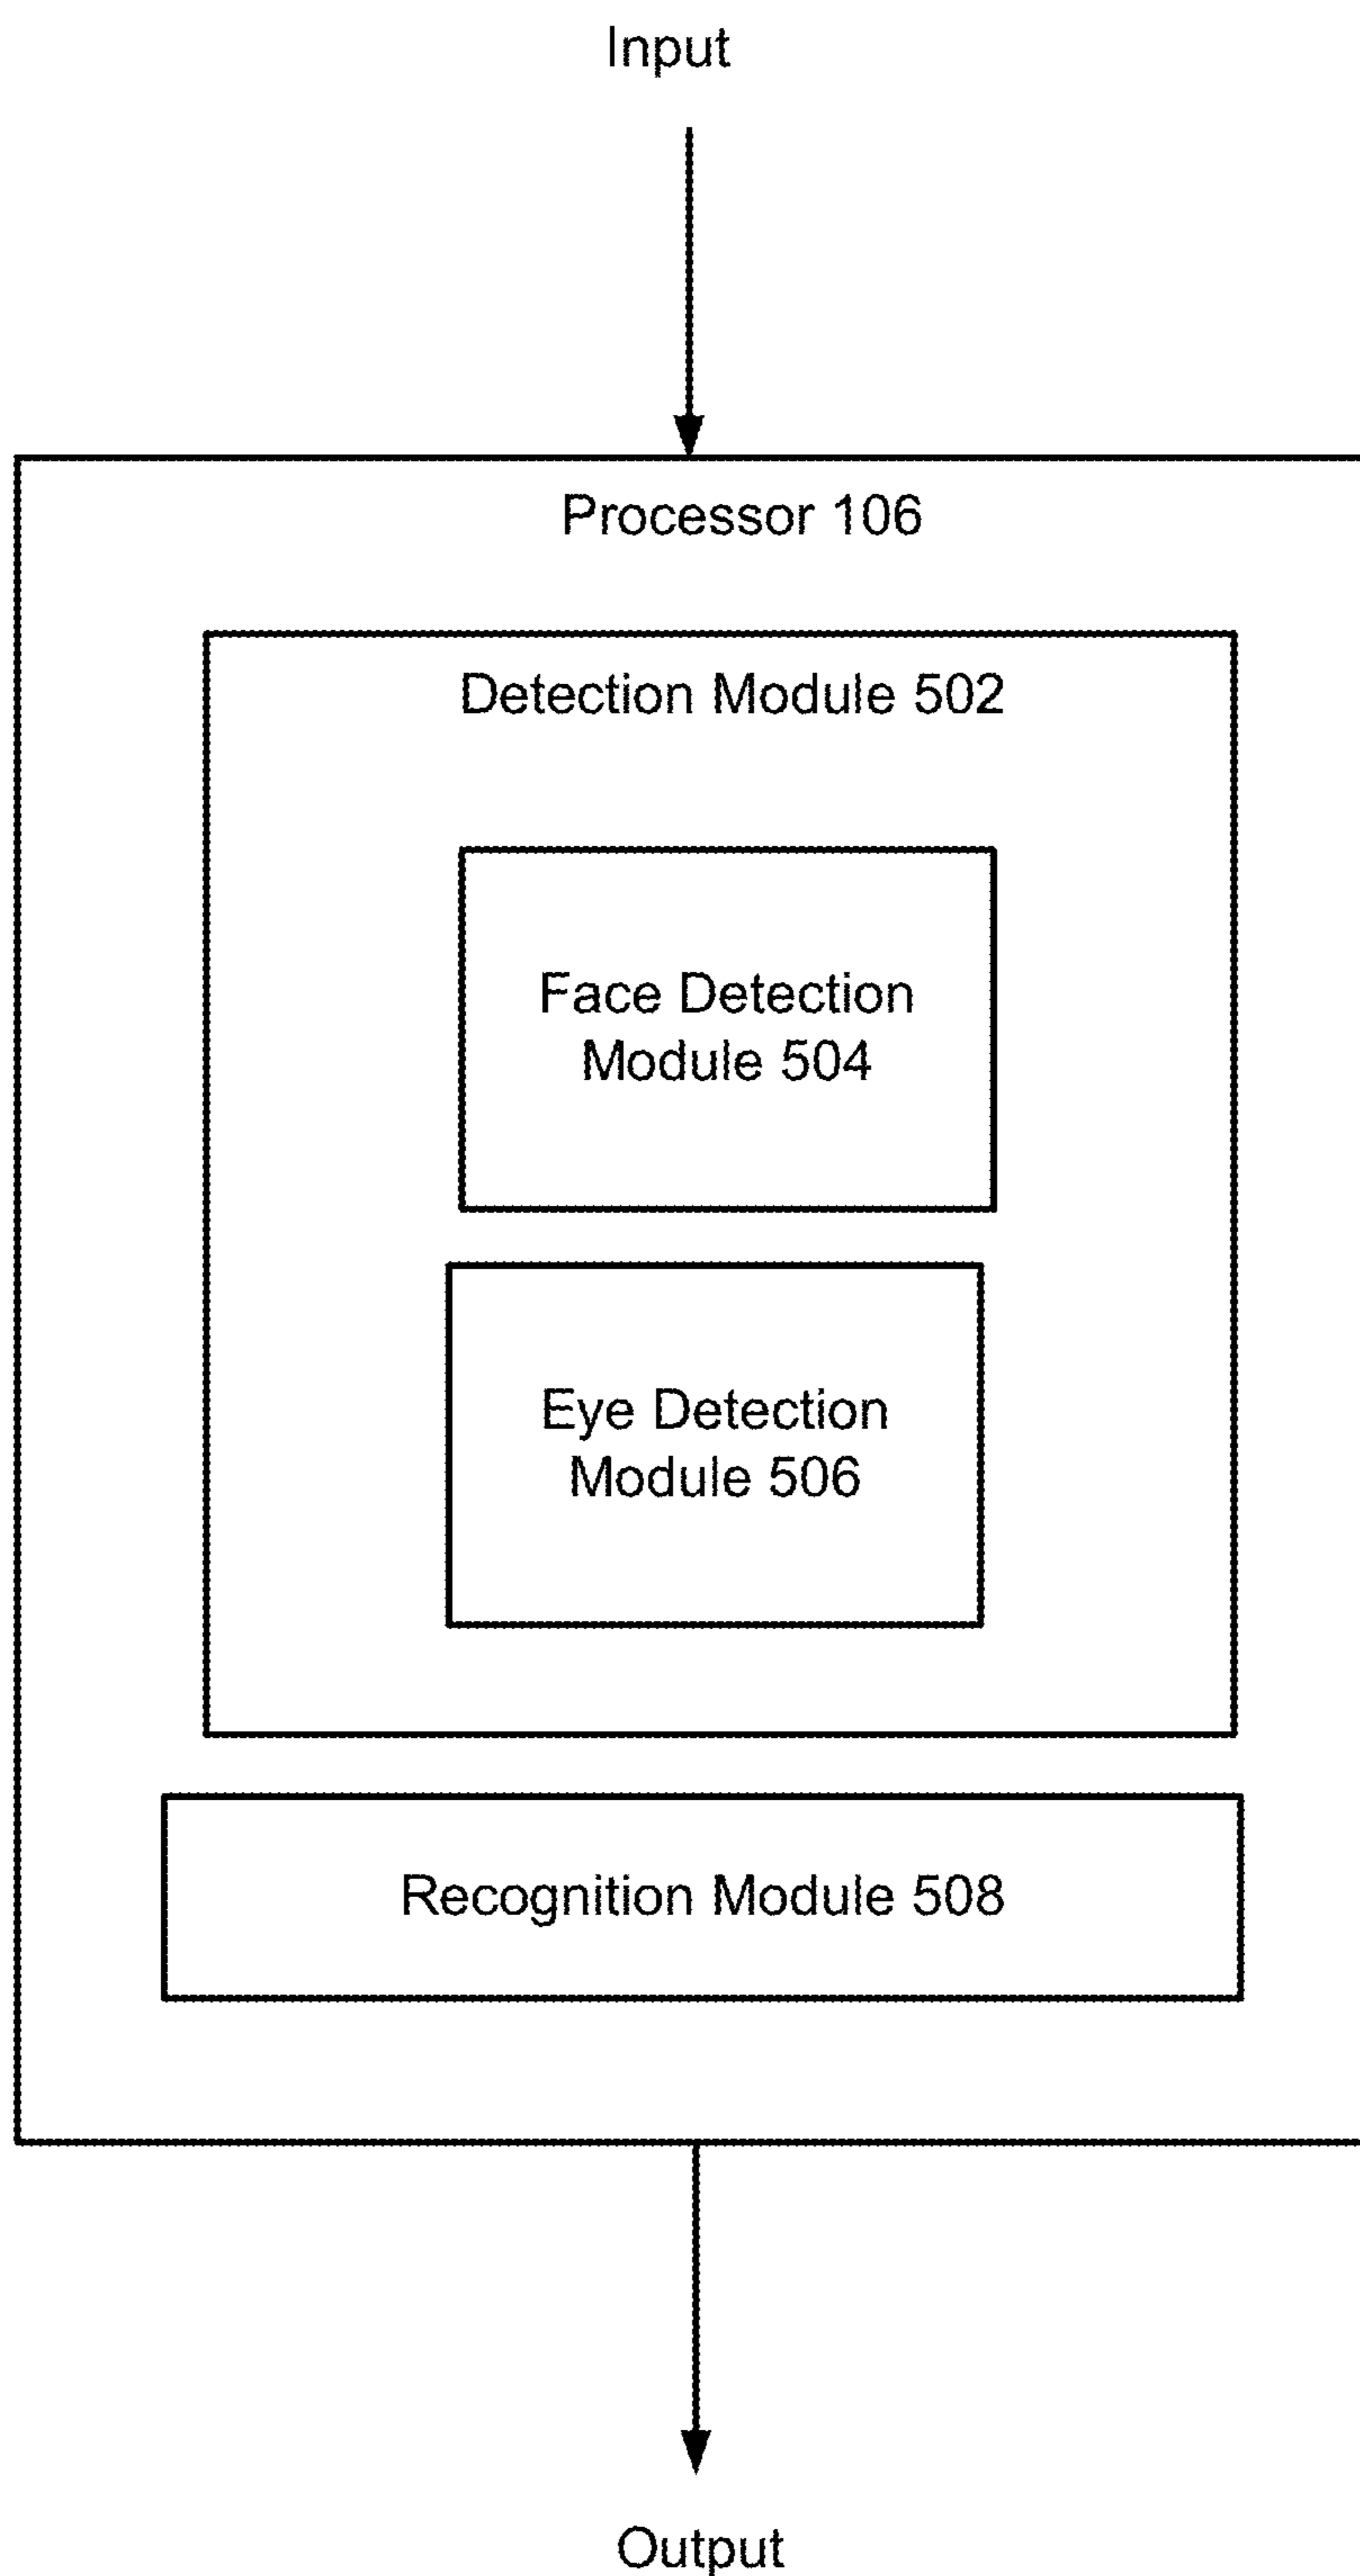 Input
Processor 106
Detection Module 502
Face Detection
Module 504
Eye Detection
Module 506
Recognition Module 508
Output